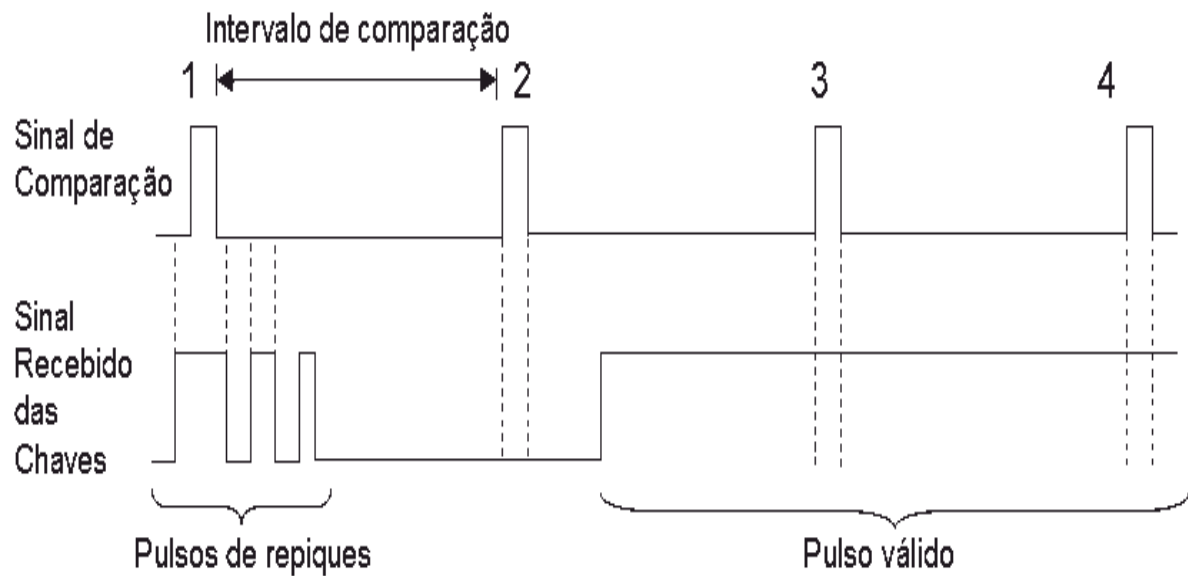 Intervalo de comparação
1
2
3
4
Sinal de
Comparação
Sinal
Recebido
das
Chaves
Pulsos de repiques
Pulso válido